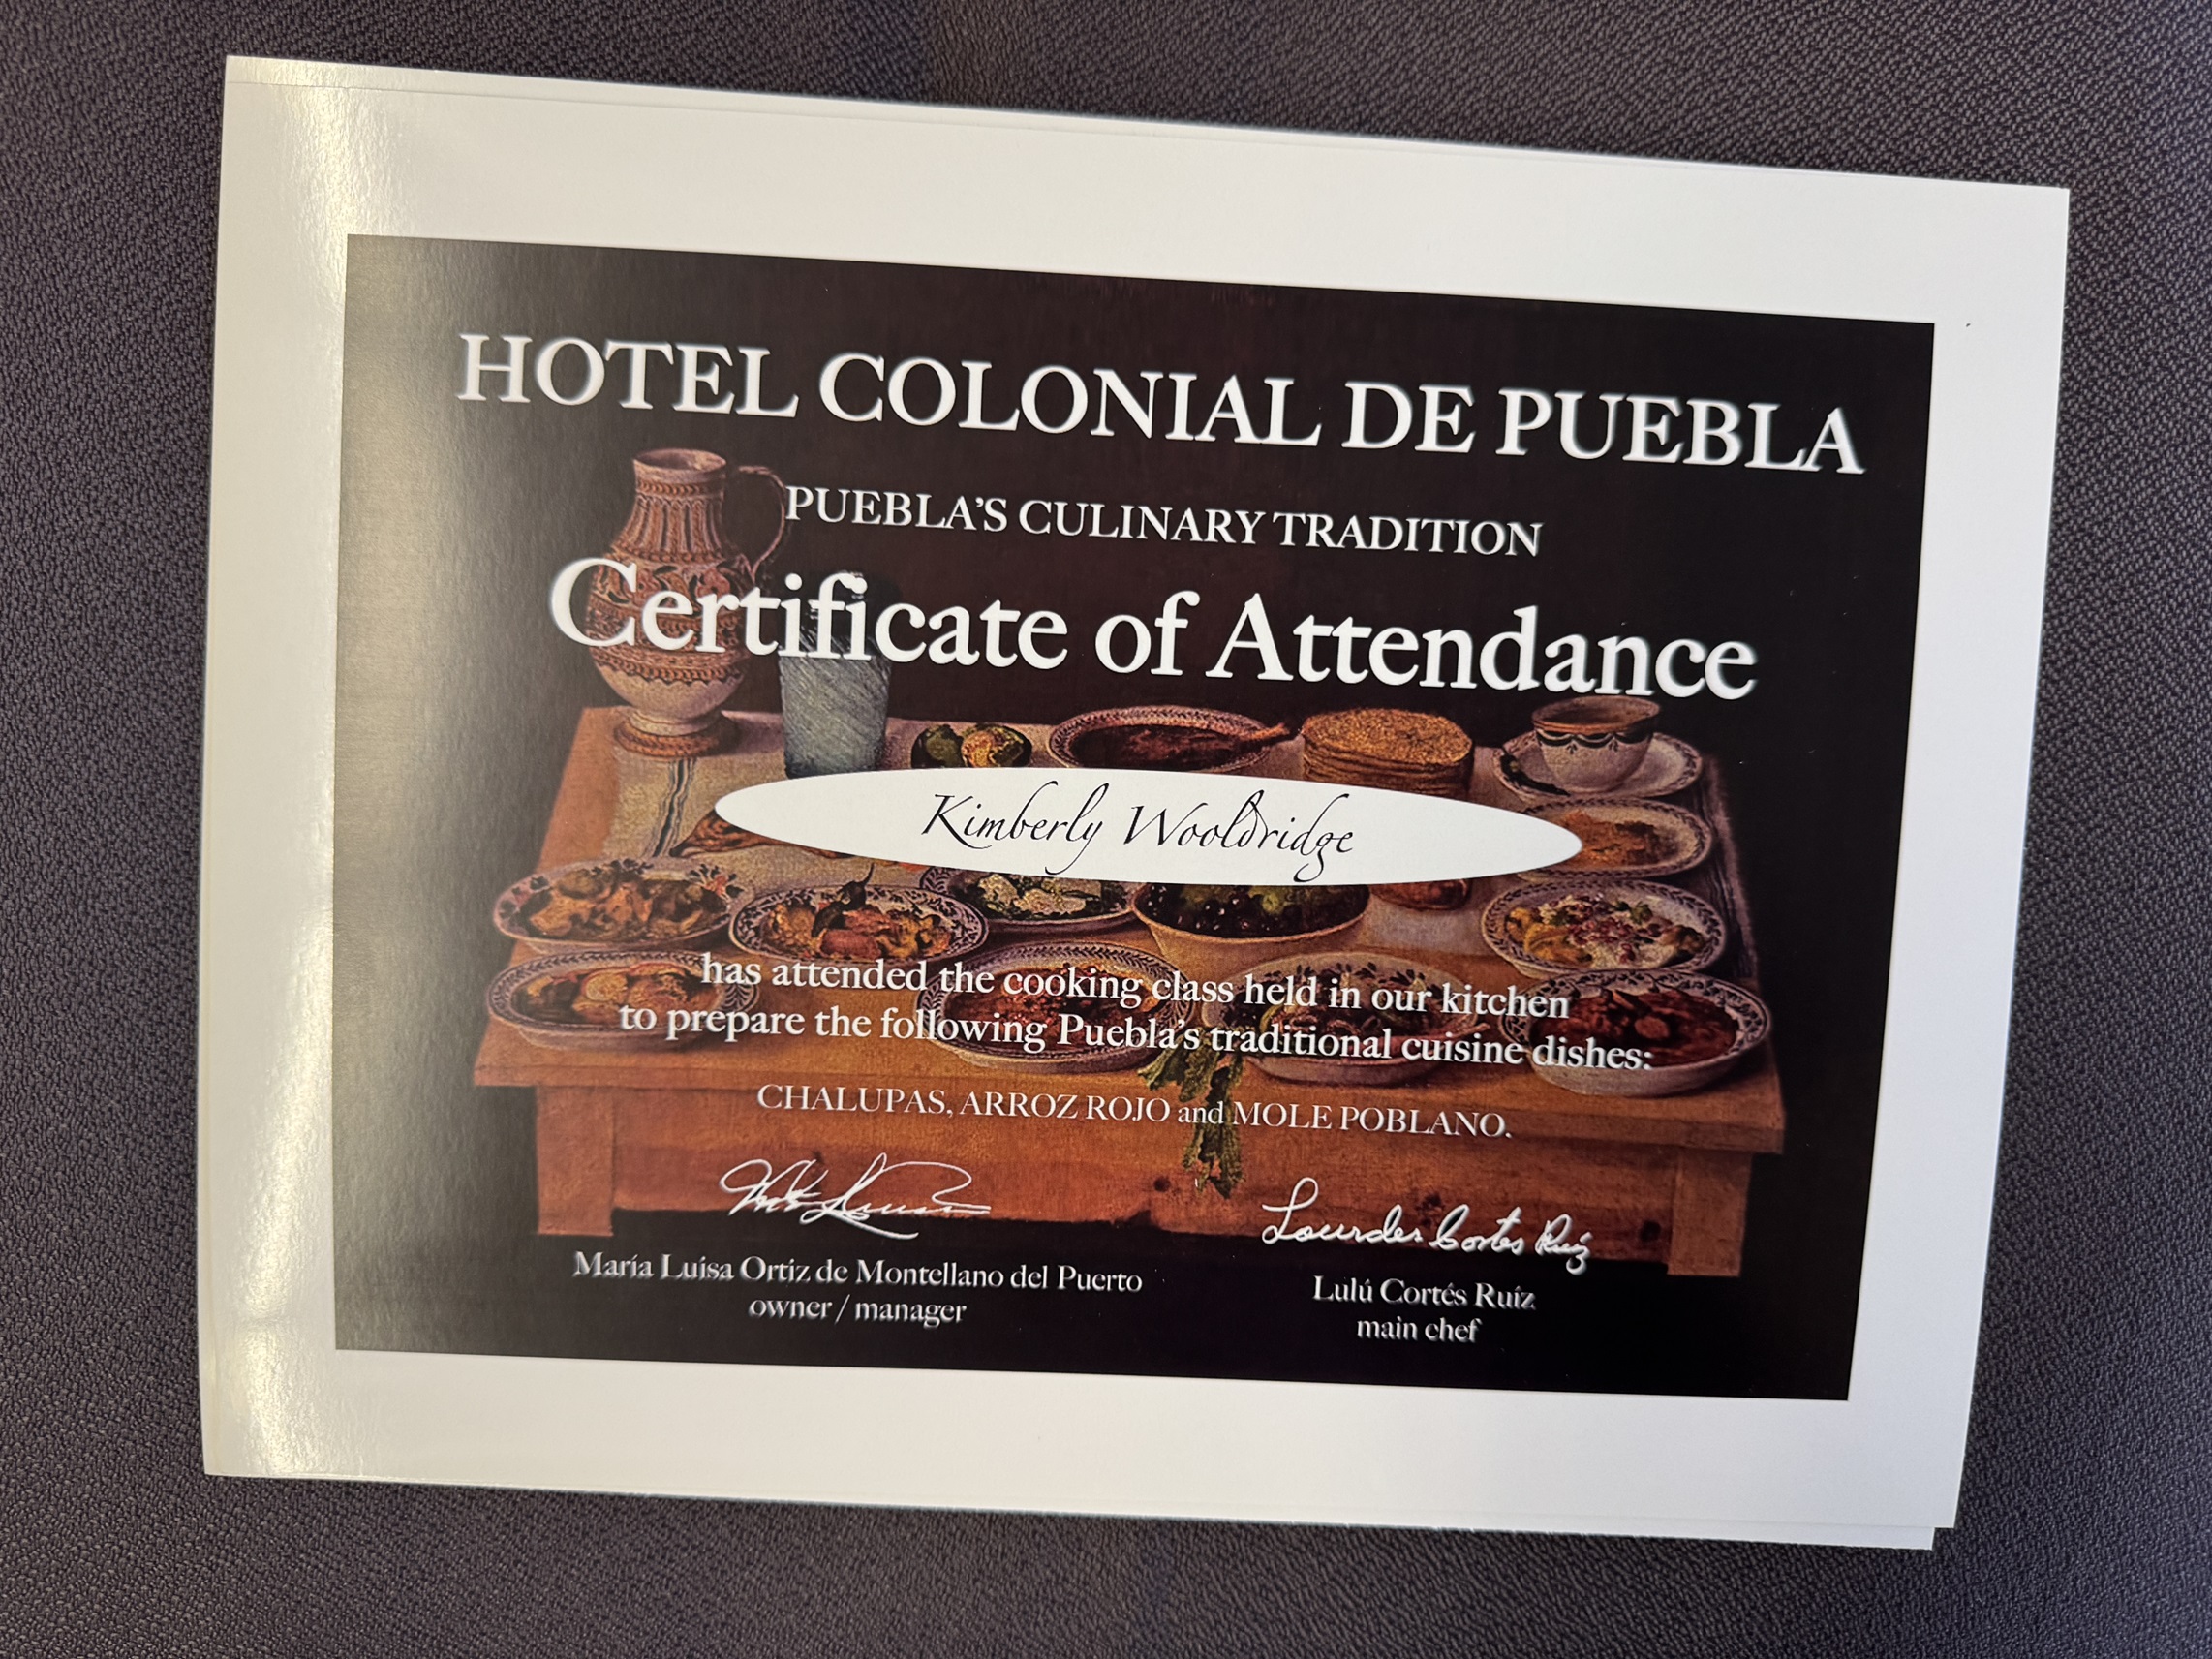 HOTEL COLONIAL DE PUEBLA
PUEBLA'S CULINARY TRADITION
Certificate of Attendance
Kimberly Wooldridge
has attended the cooking class held in our kitchen
to prepare the following Puebla's traditional cuisine dishes:
CHALUPAS, ARROZ ROJO and MOLE POBLANO.
Lourdes Cortés Ruíz
María Luisa Ortiz de Montellano del Puerto
owner / manager
Lulú Cortés Ruíz
main chef